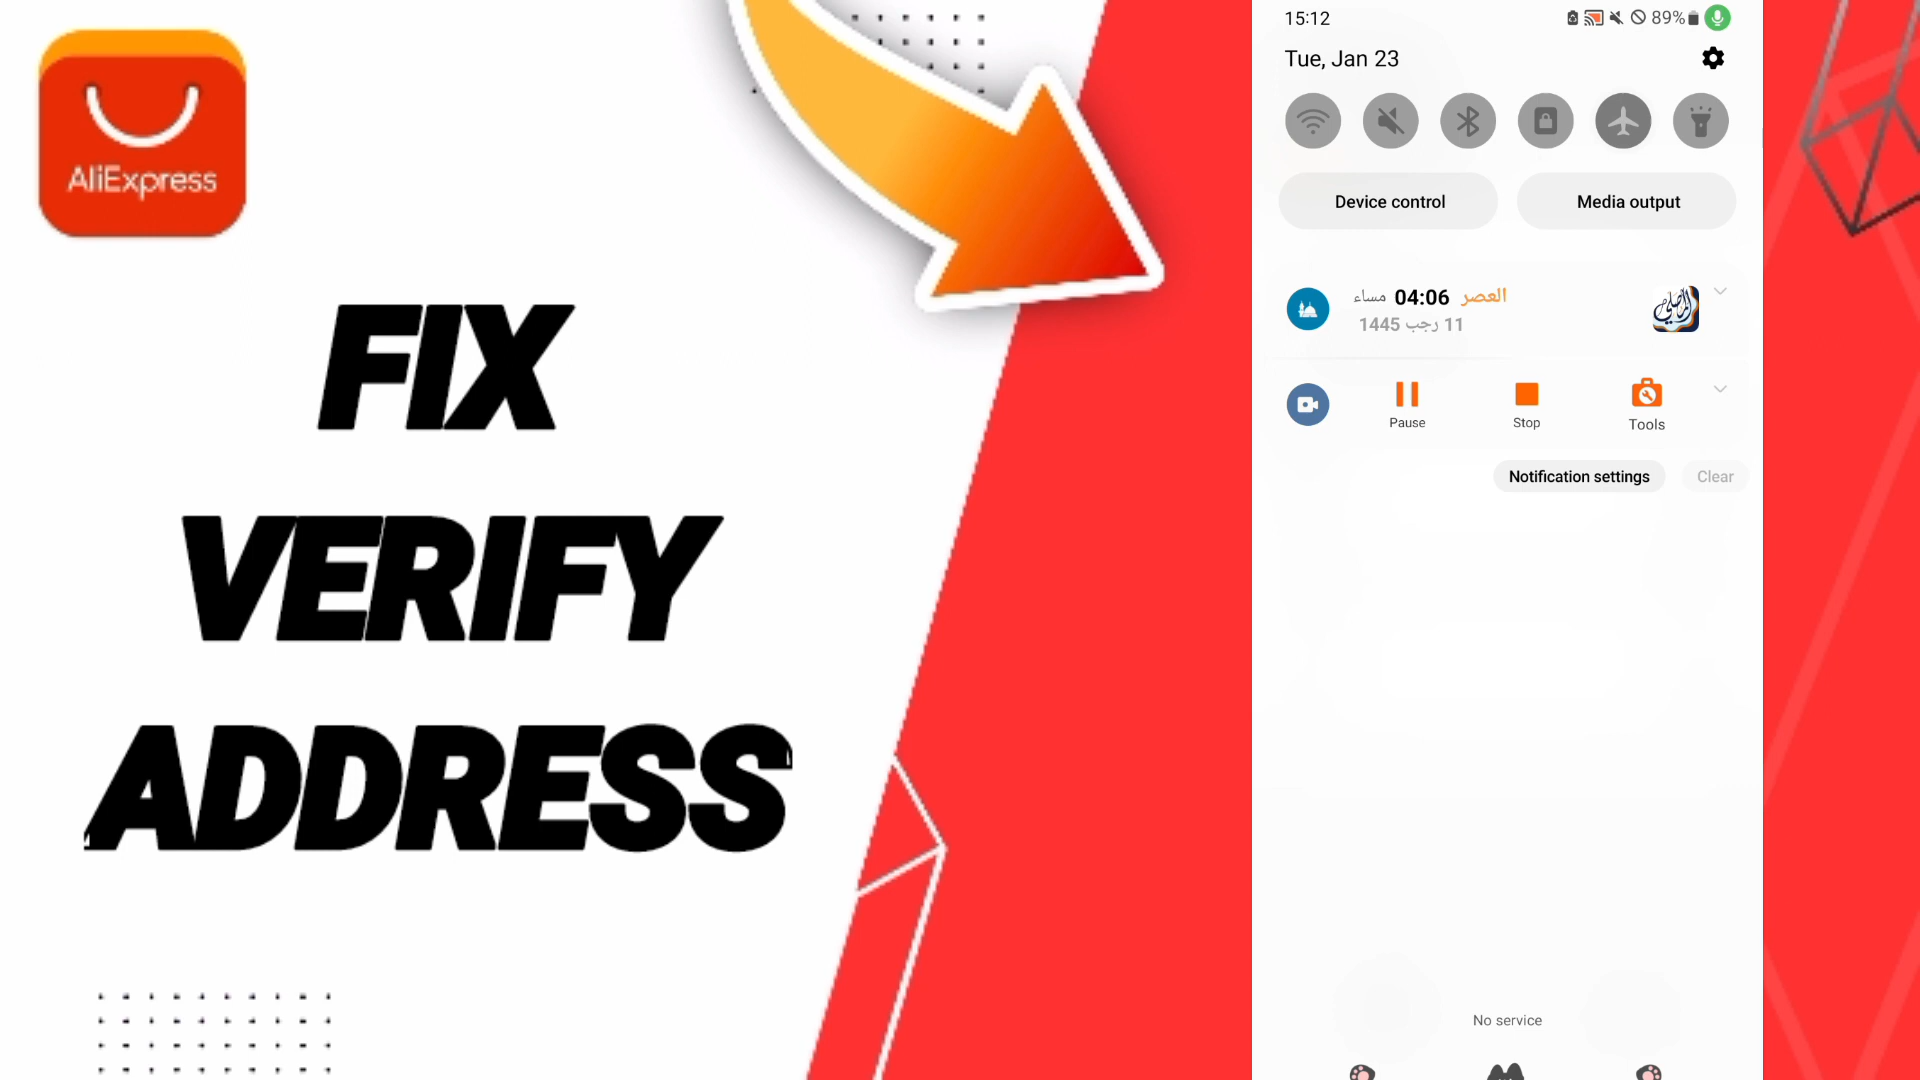 AliExpress
FIX
VERIFY
ADDRESS
15:12
89%
Tue, Jan 23
Device control
Media output
العصر 04:06 مساء
11 رجب 1445
المصلي
Pause
Stop
Tools
Notification settings
Clear
No service